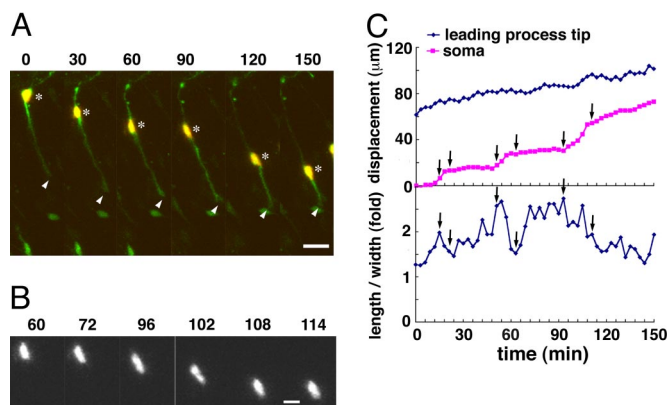 A
0 30 60 90 120 150
* * * * * *
B
60 72 96 102 108 114
C
leading process tip
soma
120
80
40
0
displacement (μm)
2
1
0
length / width (fold)
0 30 60 90 120 150
time (min)